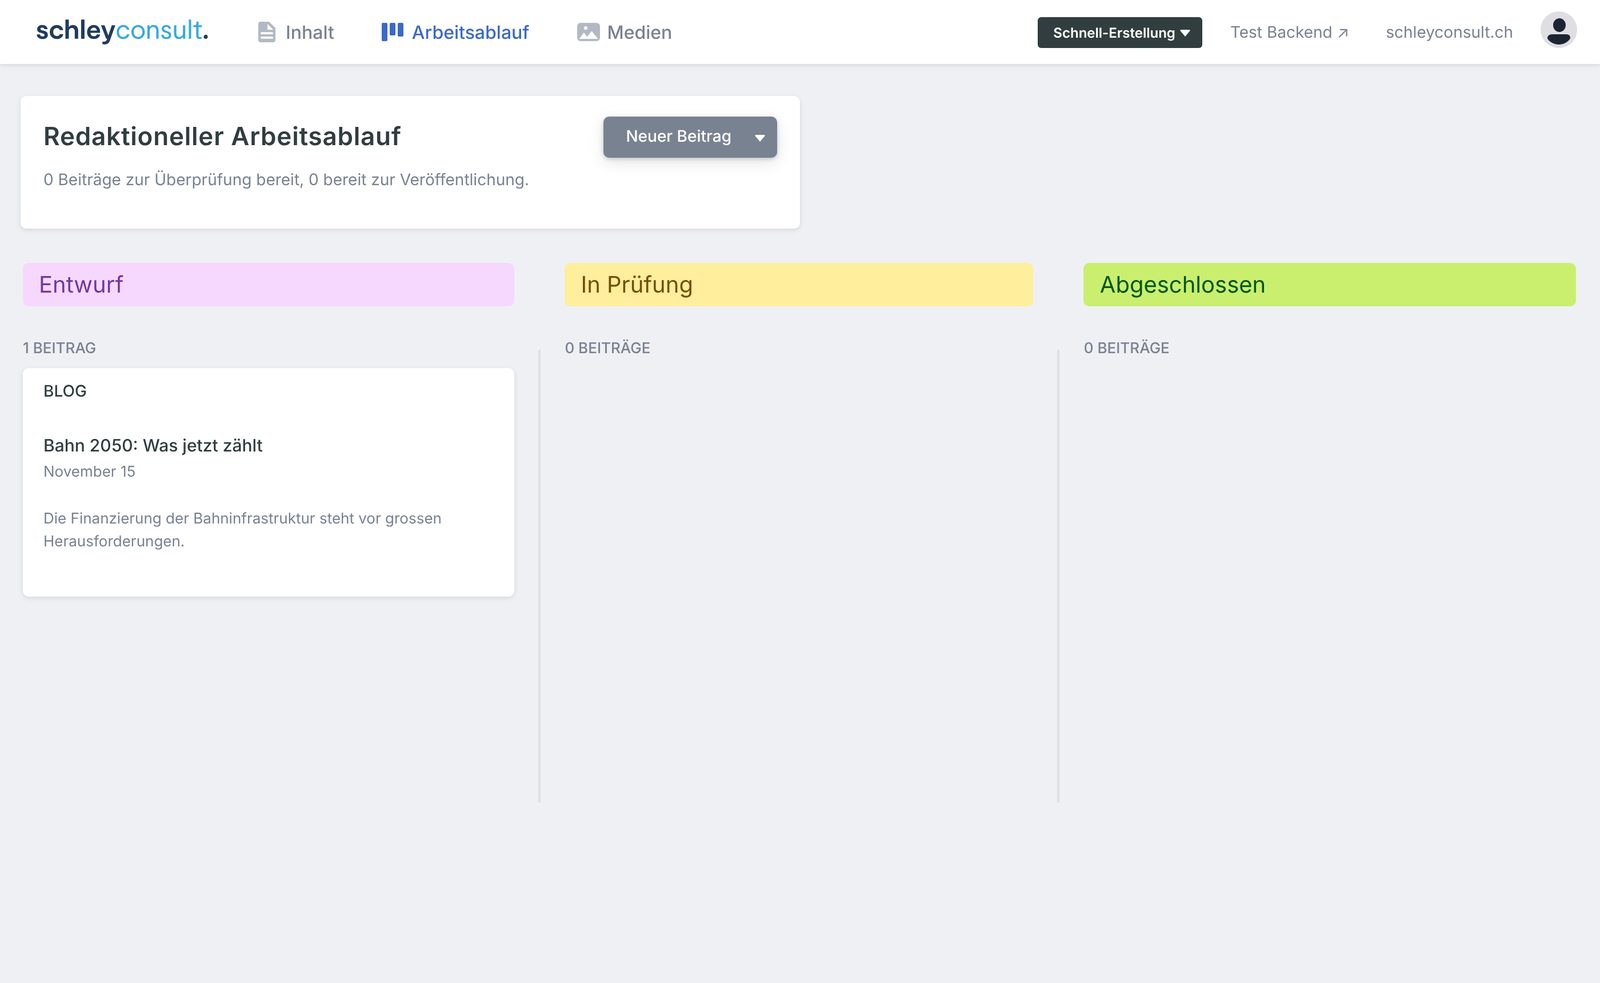 schleyconsult.
Inhalt
Arbeitsablauf
Medien
Schnell-Erstellung
Test Backend ↗
schleyconsult.ch
Redaktioneller Arbeitsablauf
Neuer Beitrag
0 Beiträge zur Überprüfung bereit, 0 bereit zur Veröffentlichung.
Entwurf
1 BEITRAG
BLOG
Bahn 2050: Was jetzt zählt
November 15
Die Finanzierung der Bahninfrastruktur steht vor grossen
Herausforderungen.
In Prüfung
0 BEITRÄGE
Abgeschlossen
0 BEITRÄGE